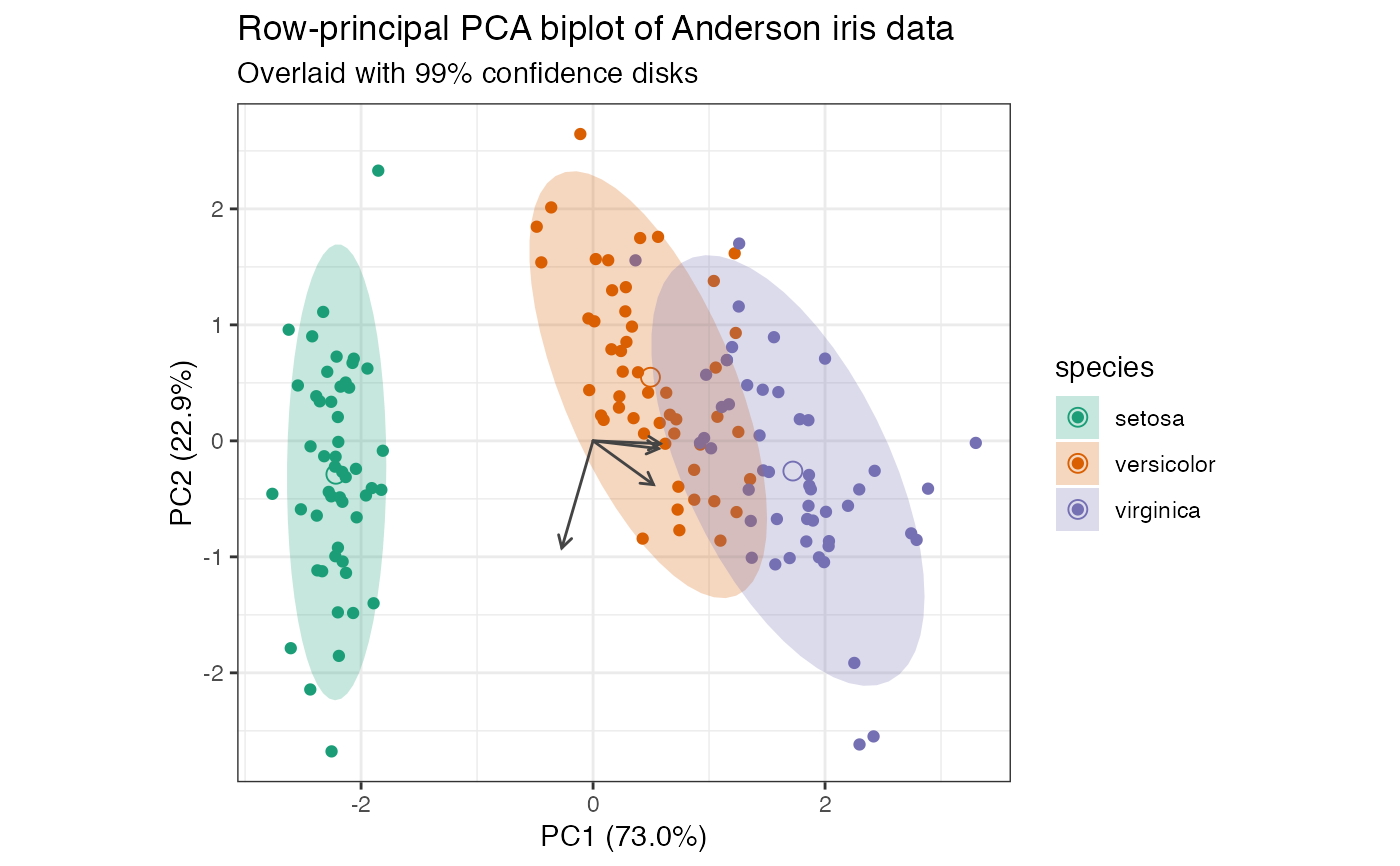 Row-principal PCA biplot of Anderson iris data
Overlaid with 99% confidence disks
2
1
0
-1
-2
PC2 (22.9%)
-2
0
2
PC1 (73.0%)
species
setosa
versicolor
virginica